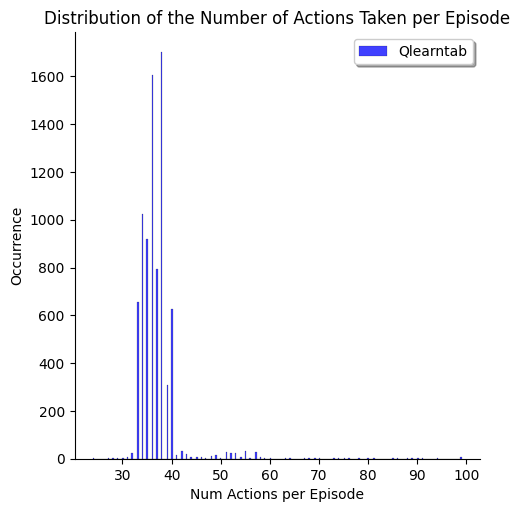 Distribution of the Number of Actions Taken per Episode
Qlearntab
Occurrence
1600
1400
1200
1000
800
600
400
200
0
30 40 50 60 70 80 90 100
Num Actions per Episode